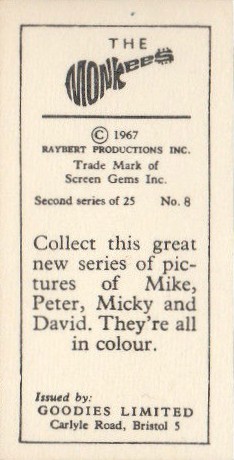 THE
MONKEES
© 1967
RAYBERT PRODUCTIONS INC.
Trade Mark of
Screen Gems Inc.
Second series of 25 No. 8
Collect this great
new series of pic-
tures of Mike,
Peter, Micky and
David. They're all
in colour.
Issued by:
GOODIES LIMITED
Carlyle Road, Bristol 5